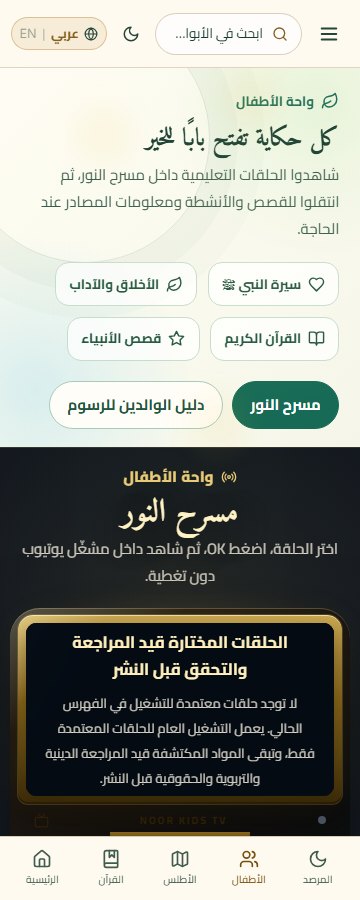 ابحث في الأبوا...
عربي | EN
واحة الأطفال
كل حكاية تفتح بابًا للخير
شاهدوا الحلقات التعليمية داخل مسرح النور، ثم
انتقلوا للقصص والأنشطة ومعلومات المصادر عند
الحاجة.
سيرة النبي ﷺ
الأخلاق والآداب
القرآن الكريم
قصص الأنبياء
مسرح النور
دليل الوالدين للرسوم
واحة الأطفال
مسرح النور
اختر الحلقة، اضغط OK، ثم شاهد داخل مشغّل يوتيوب
دون تغطية.
الحلقات المختارة قيد المراجعة
والتحقق قبل النشر
لا توجد حلقات معتمدة للتشغيل في الفهرس
الحالي. يعمل التشغيل العام للحلقات المعتمدة
فقط، وتبقى المواد المكتشفة قيد المراجعة الدينية
والتربوية والحقوقية قبل النشر.
NOOR KIDS TV
المرصد
الأطفال
الأطلس
القرآن
الرئيسية